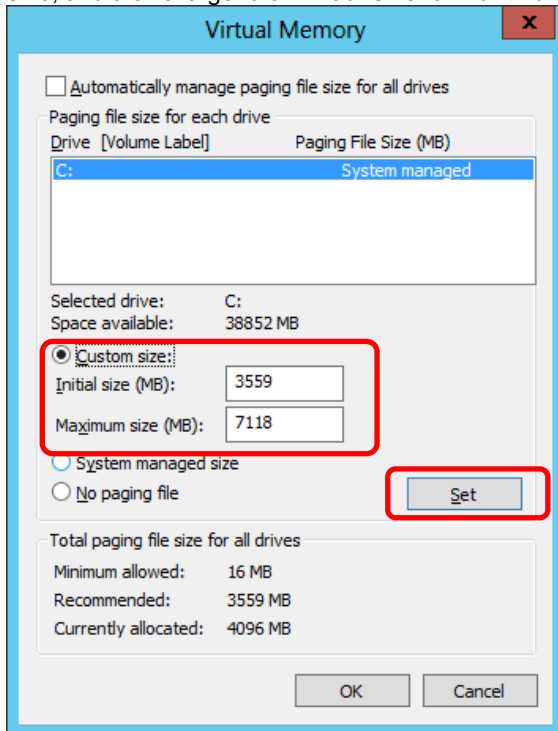 Virtual Memory
x
Automatically manage paging file size for all drives
Paging file size for each drive
Drive [Volume Label] Paging File Size (MB)
C: System managed
Selected drive: C:
Space available: 38852 MB
Custom size:
Initial size (MB): 3559
Maximum size (MB): 7118
System managed size
No paging file Set
Total paging file size for all drives
Minimum allowed: 16 MB
Recommended: 3559 MB
Currently allocated: 4096 MB
OK Cancel